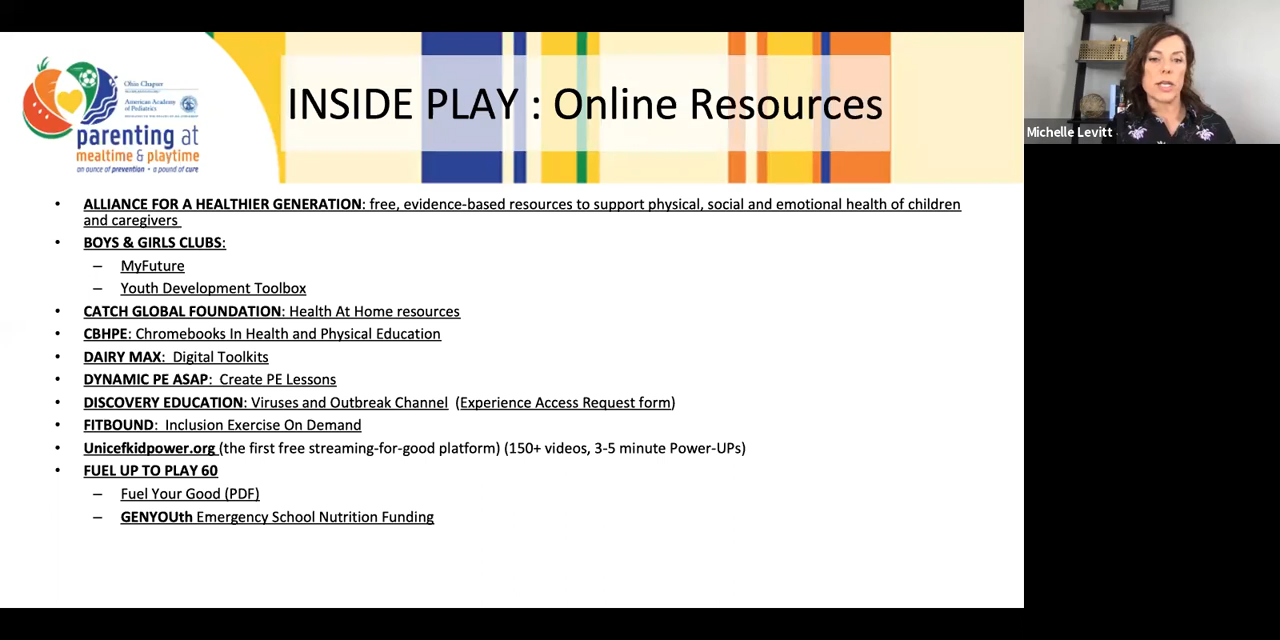 Ohio Chapter
American Academy
of Pediatrics
parenting at
mealtime & playtime
an ounce of prevention • a pound of cure
INSIDE PLAY : Online Resources
Michelle Levitt
• ALLIANCE FOR A HEALTHIER GENERATION: free, evidence-based resources to support physical, social and emotional health of children
and caregivers
• BOYS & GIRLS CLUBS:
– MyFuture
– Youth Development Toolbox
• CATCH GLOBAL FOUNDATION: Health At Home resources
• CBHPE: Chromebooks In Health and Physical Education
• DAIRY MAX: Digital Toolkits
• DYNAMIC PE ASAP: Create PE Lessons
• DISCOVERY EDUCATION: Viruses and Outbreak Channel (Experience Access Request form)
• FITBOUND: Inclusion Exercise On Demand
• Unicefkidpower.org (the first free streaming-for-good platform) (150+ videos, 3-5 minute Power-UPs)
• FUEL UP TO PLAY 60
– Fuel Your Good (PDF)
– GENYOUth Emergency School Nutrition Funding